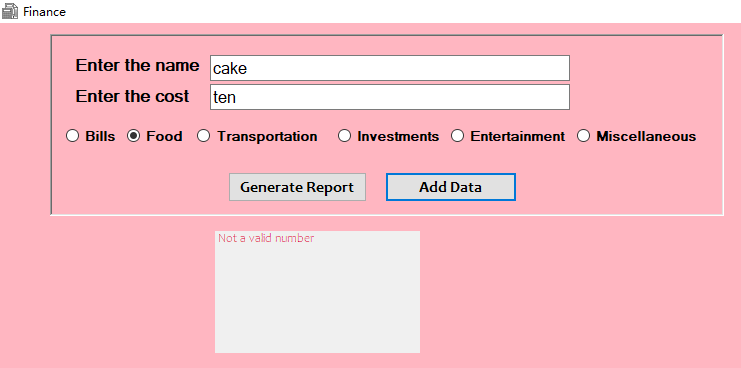 Finance
Enter the name cake
Enter the cost ten
Bills Food Transportation Investments Entertainment Miscellaneous
Generate Report Add Data
Not a valid number